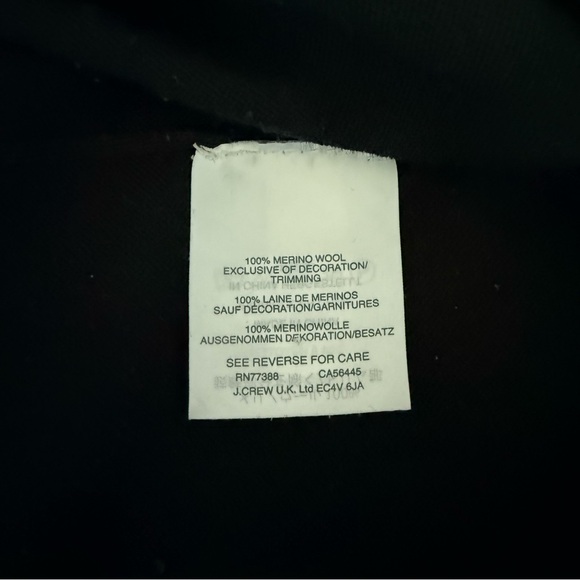 100% MERINO WOOL
EXCLUSIVE OF DECORATION/
TRIMMING
100% LAINE DE MERINOS
SAUF DÉCORATION/GARNITURES
100% MERINOWOLLE
AUSGENOMMEN DEKORATION/BESATZ
SEE REVERSE FOR CARE
RN77388 CA56445
J.CREW U.K. Ltd EC4V 6JA